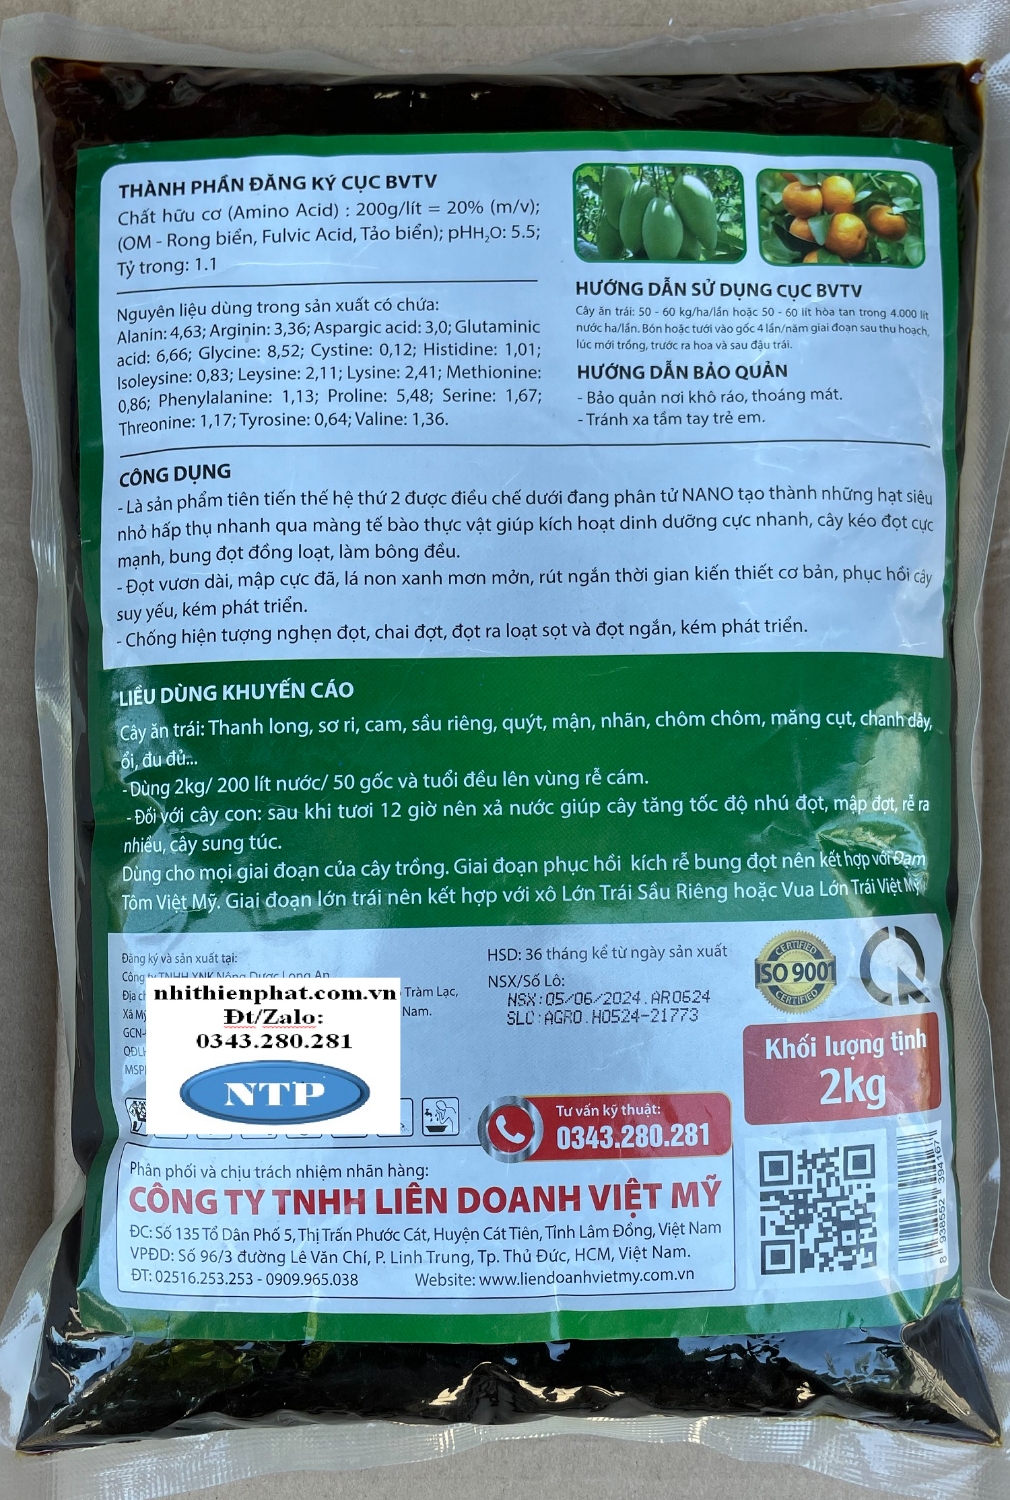 THÀNH PHẦN ĐĂNG KÝ CỤC BVTV
Chất hữu cơ (Amino Acid) : 200g/lít = 20% (m/v);
(OM - Rong biển, Fulvic Acid, Tảo biển); pHH₂O: 5.5;
Tỷ trọng: 1.1
Nguyên liệu dùng trong sản xuất có chứa:
Alanin: 4,63; Arginin: 3,36; Aspargic acid: 3,0; Glutaminic
acid: 6,66; Glycine: 8,52; Cystine: 0,12; Histidine: 1,01;
Isoleysine: 0,83; Leysine: 2,11; Lysine: 2,41; Methionine:
0,86; Phenylalanine: 1,13; Proline: 5,48; Serine: 1,67;
Threonine: 1,17; Tyrosine: 0,64; Valine: 1,36.
HƯỚNG DẪN SỬ DỤNG CỤC BVTV
Cây ăn trái: 50 - 60 kg/ha/lần hoặc 50 - 60 lít hòa tan trong 4.000 lít
nước ha/lần. Bón hoặc tưới vào gốc 4 lần/năm giai đoạn sau thu hoạch,
lúc mới trồng, trước ra hoa và sau đậu trái.
HƯỚNG DẪN BẢO QUẢN
- Bảo quản nơi khô ráo, thoáng mát.
- Tránh xa tầm tay trẻ em.
CÔNG DỤNG
- Là sản phẩm tiên tiến thế hệ thứ 2 được điều chế dưới đang phân tử NANO tạo thành những hạt siêu
nhỏ hấp thụ nhanh qua màng tế bào thực vật giúp kích hoạt dinh dưỡng cực nhanh, cây kéo đọt cực
mạnh, bung đọt đồng loạt, làm bông đều.
- Đọt vươn dài, mập cực đã, lá non xanh mơn mởn, rút ngắn thời gian kiến thiết cơ bản, phục hồi cây
suy yếu, kém phát triển.
- Chống hiện tượng nghẹn đọt, chai đợt, đọt ra loạt sọt và đọt ngắn, kém phát triển.
LIỀU DÙNG KHUYẾN CÁO
Cây ăn trái: Thanh long, sơ ri, cam, sầu riêng, quýt, mận, nhãn, chôm chôm, măng cụt, chanh dây,
ổi, đu đủ...
- Dùng 2kg/ 200 lít nước/ 50 gốc và tuổi đều lên vùng rễ cám.
- Đối với cây con: sau khi tươi 12 giờ nên xả nước giúp cây tăng tốc độ nhú đọt, mập đợt, rễ ra
nhiều, cây sung túc.
Dùng cho mọi giai đoạn của cây trồng. Giai đoạn phục hồi kích rễ bung đọt nên kết hợp với Đạm
Tôm Việt Mỹ. Giai đoạn lớn trái nên kết hợp với xô Lớn Trái Sầu Riêng hoặc Vua Lớn Trái Việt Mỹ
Đăng ký và sản xuất tại:
Công ty TNHH XNK Nông Dược Long An
Tràm Lạc,
Xã Mỹ
Nam.
GCN-
nhithienphat.com.vn
Đt/Zalo:
0343.280.281
NTP
HSD: 36 tháng kể từ ngày sản xuất
NSX/Số Lô:
NSX:05/06/2024.AR0624
SLC:AGRO.H0524-21773
CERTIFIED
ISO 9001
CERTIFIED
Khối lượng tịnh
2kg
Tư vấn kỹ thuật:
0343.280.281
Phân phối và chịu trách nhiệm nhãn hàng:
CÔNG TY TNHH LIÊN DOANH VIỆT MỸ
ĐC: Số 135 Tổ Dân Phố 5, Thị Trấn Phước Cát, Huyện Cát Tiên, Tỉnh Lâm Đồng, Việt Nam
VPĐD: Số 96/3 đường Lê Văn Chí, P. Linh Trung, Tp. Thủ Đức, HCM, Việt Nam.
ĐT: 02516.253.253 - 0909.965.038 Website: www.liendoanhvietmy.com.vn
8 938552 394167